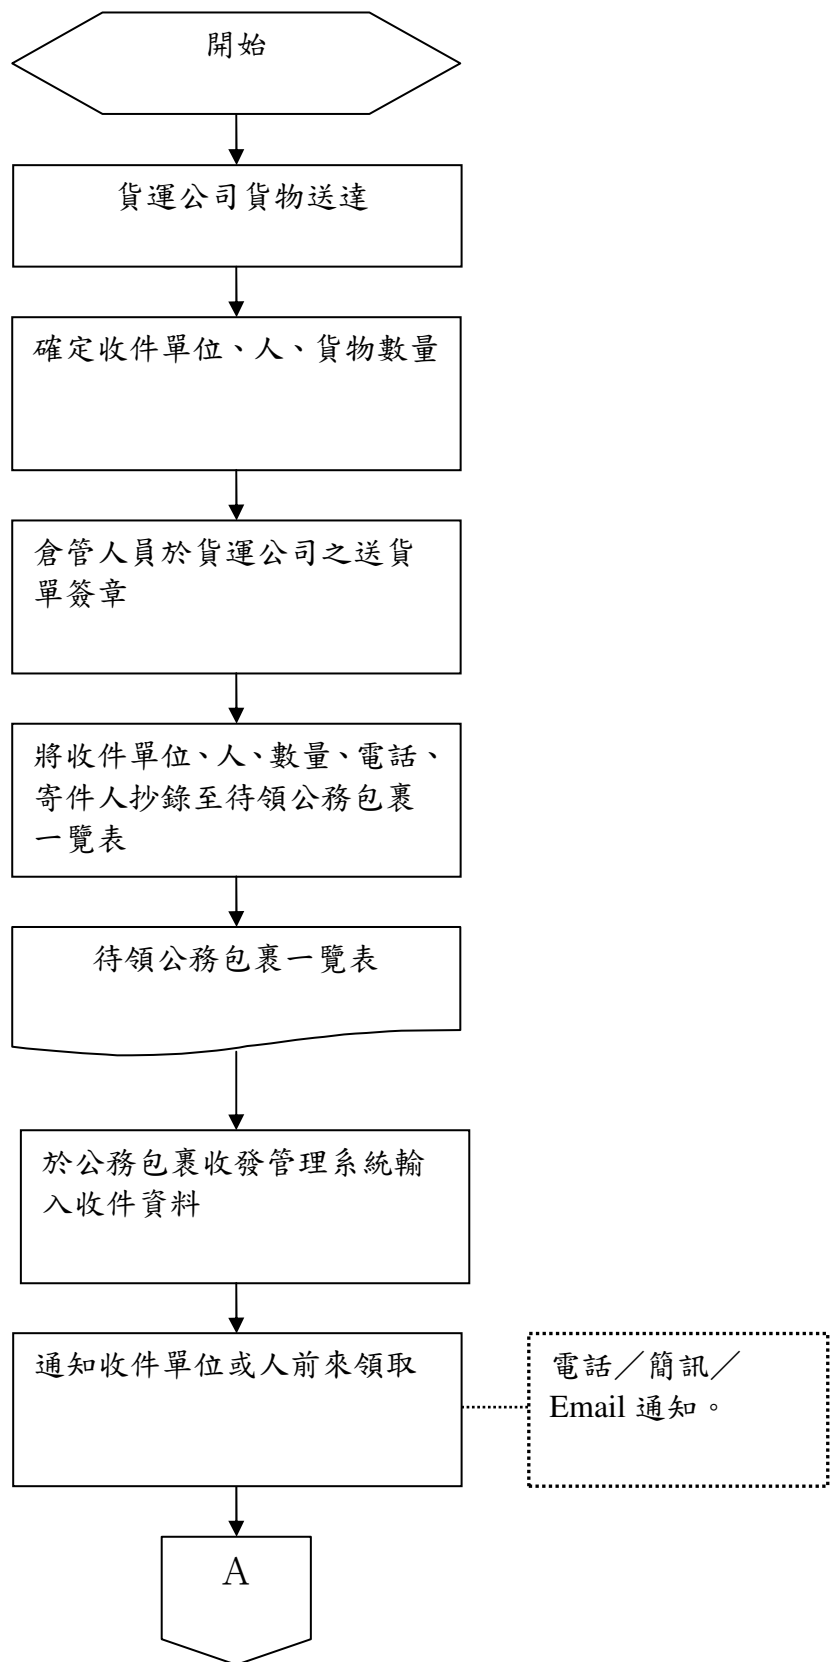 開始
貨運公司貨物送達
確定收件單位、人、貨物數量
倉管人員於貨運公司之送貨
單簽章
將收件單位、人、數量、電話、
寄件人抄錄至待領公務包裹
一覽表
待領公務包裹一覽表
於公務包裹收發管理系統輸
入收件資料
通知收件單位或人前來領取
電話／簡訊／
Email 通知。
A